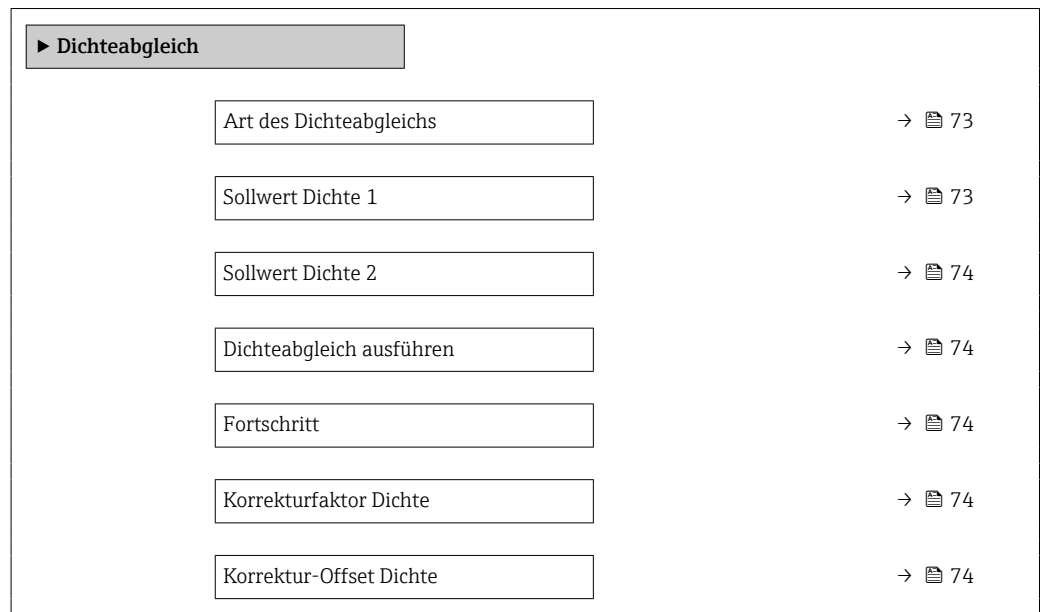 ▶ Dichteabgleich
Art des Dichteabgleichs → 73
Sollwert Dichte 1 → 73
Sollwert Dichte 2 → 74
Dichteabgleich ausführen → 74
Fortschritt → 74
Korrekturfaktor Dichte → 74
Korrektur-Offset Dichte → 74